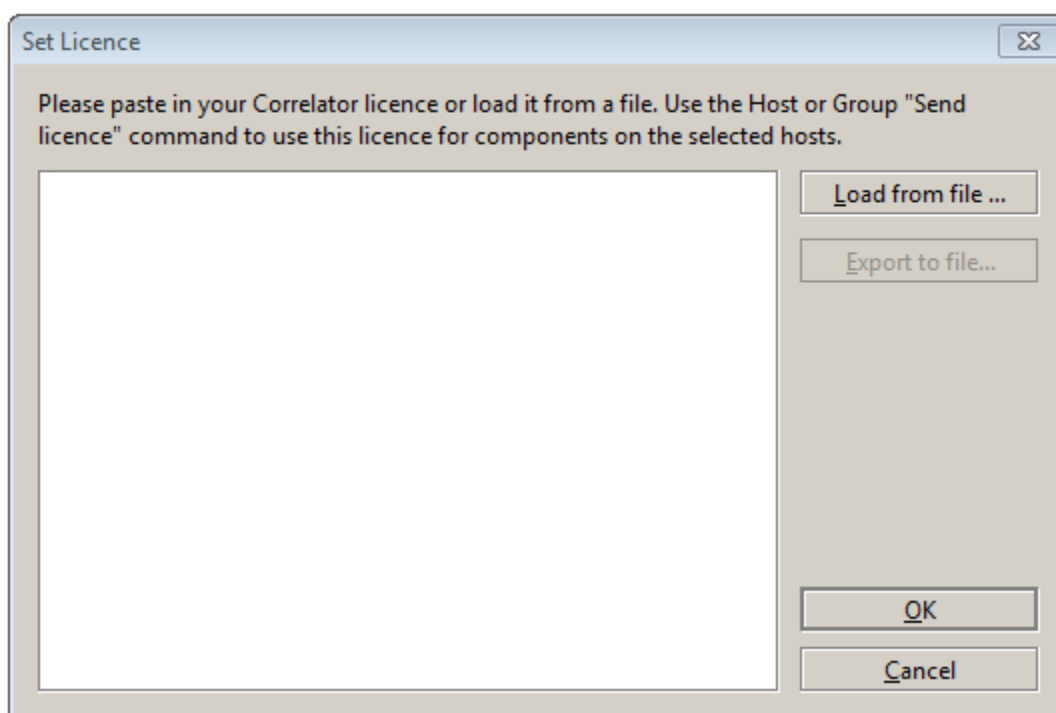 Set Licence
Please paste in your Correlator licence or load it from a file. Use the Host or Group "Send
licence" command to use this licence for components on the selected hosts.
Load from file ...
Export to file...
OK
Cancel